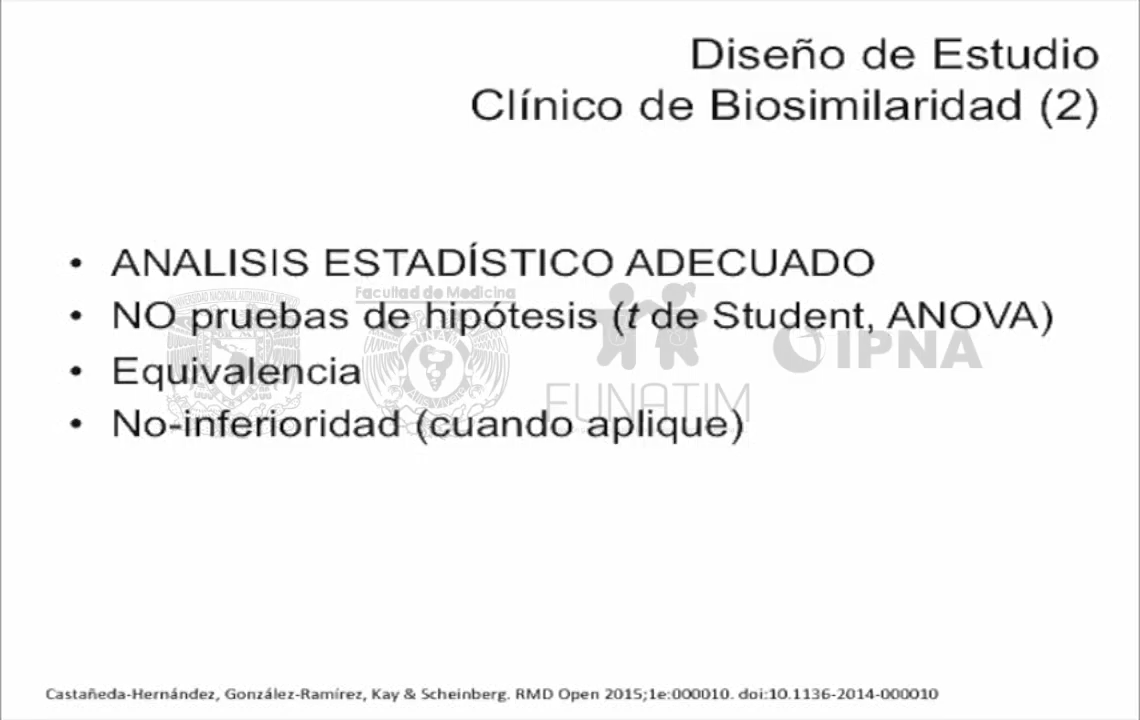 Diseño de Estudio
Clínico de Biosimilaridad (2)
• ANALISIS ESTADÍSTICO ADECUADO
Facultad de Medicina
• NO pruebas de hipótesis (t de Student, ANOVA)
IPNA
• Equivalencia
FUNATIM
• No-inferioridad (cuando aplique)
Castañeda-Hernández, González-Ramírez, Kay & Scheinberg. RMD Open 2015;1e:000010. doi:10.1136-2014-000010